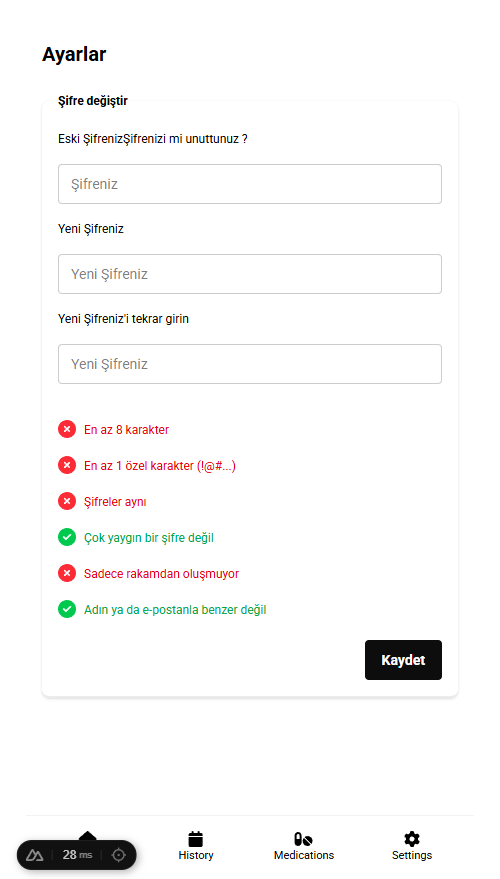 Ayarlar
Şifre değiştir
Eski ŞifrenizŞifrenizi mi unuttunuz ?
Şifreniz
Yeni Şifreniz
Yeni Şifreniz
Yeni Şifreniz'i tekrar girin
Yeni Şifreniz
En az 8 karakter
En az 1 özel karakter (!@#...)
Şifreler aynı
Çok yaygın bir şifre değil
Sadece rakamdan oluşmuyor
Adın ya da e-postanla benzer değil
Kaydet
28 ms
History
Medications
Settings